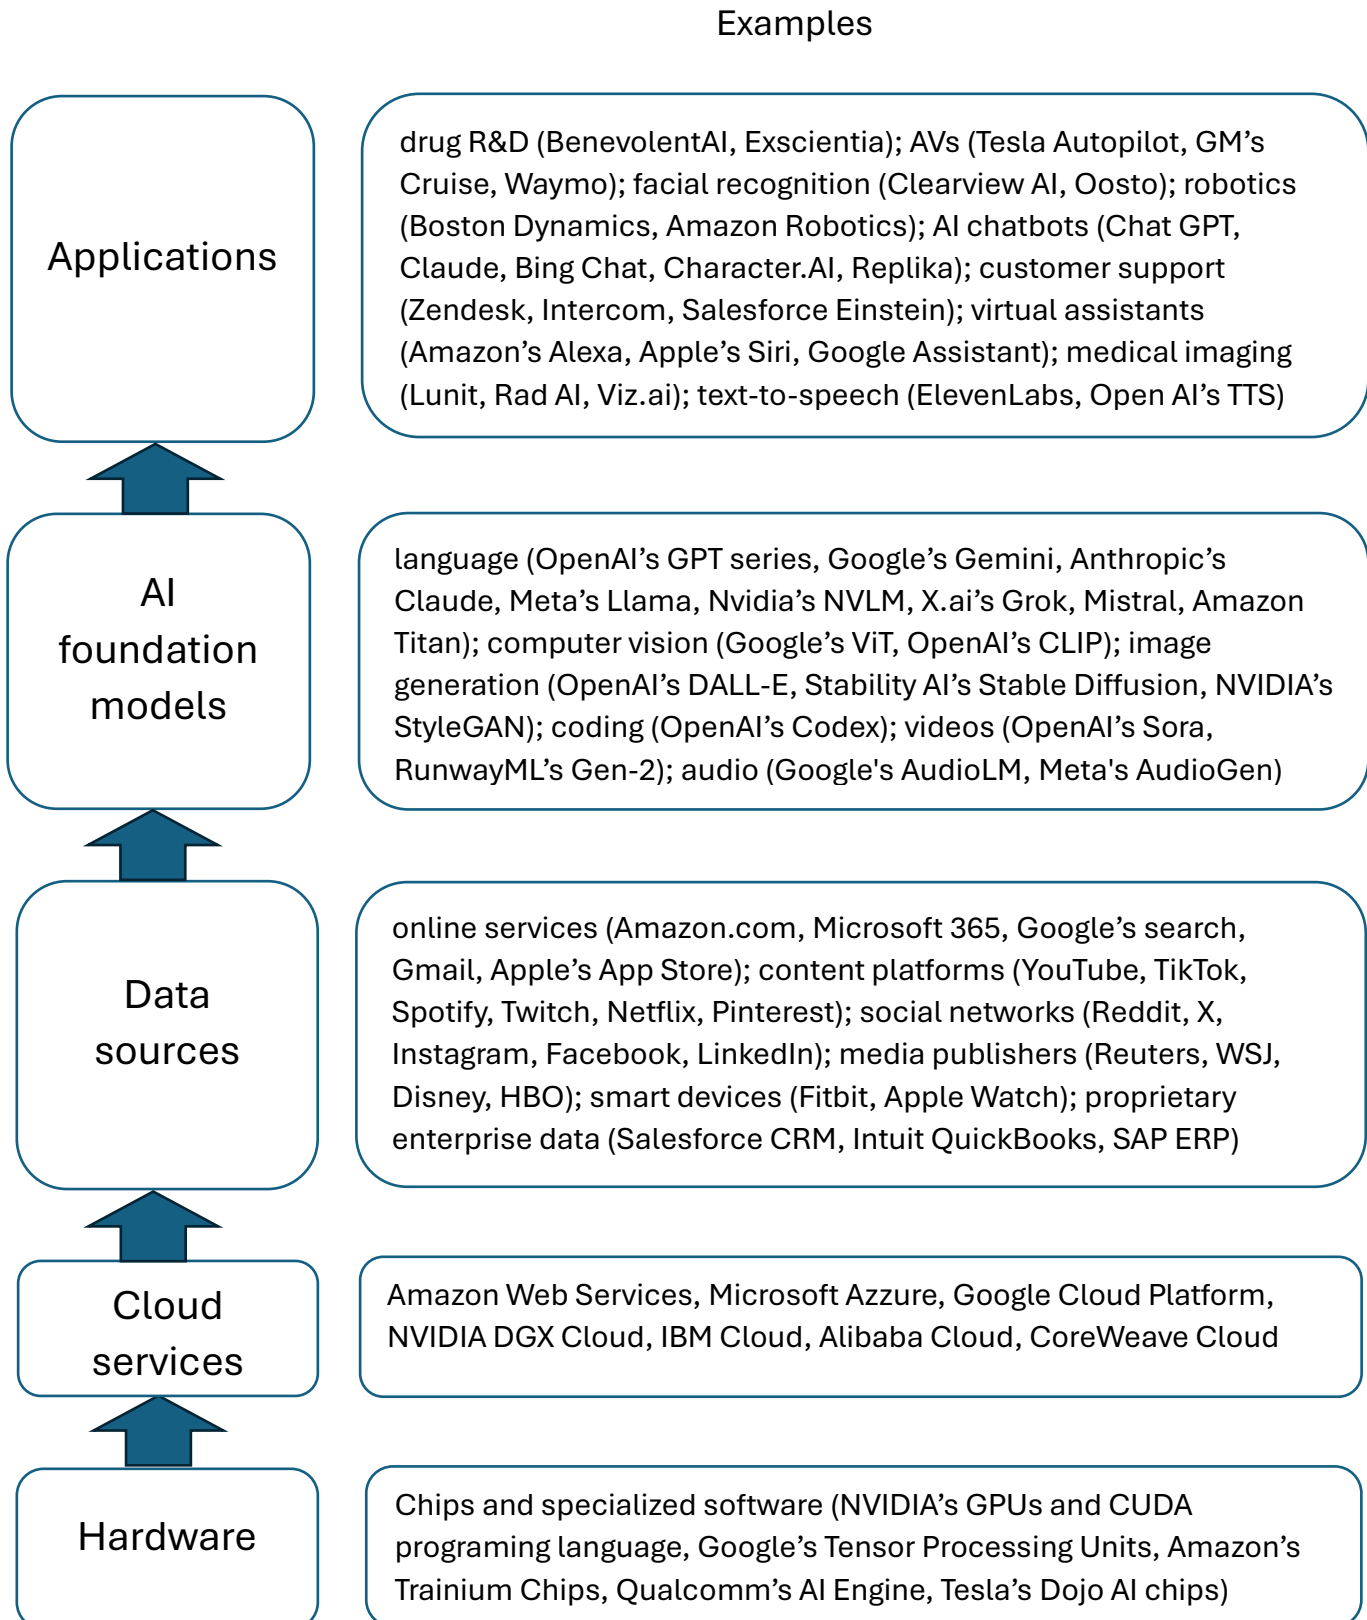 Examples
Applications
drug R&D (BenevolentAI, Exscientia); AVs (Tesla Autopilot, GM’s
Cruise, Waymo); facial recognition (Clearview AI, Oosto); robotics
(Boston Dynamics, Amazon Robotics); AI chatbots (Chat GPT,
Claude, Bing Chat, Character.AI, Replika); customer support
(Zendesk, Intercom, Salesforce Einstein); virtual assistants
(Amazon’s Alexa, Apple’s Siri, Google Assistant); medical imaging
(Lunit, Rad AI, Viz.ai); text-to-speech (ElevenLabs, Open AI’s TTS)
AI
foundation
models
language (OpenAI’s GPT series, Google’s Gemini, Anthropic’s
Claude, Meta’s Llama, Nvidia’s NVLM, X.ai’s Grok, Mistral, Amazon
Titan); computer vision (Google’s ViT, OpenAI’s CLIP); image
generation (OpenAI’s DALL-E, Stability AI’s Stable Diffusion, NVIDIA’s
StyleGAN); coding (OpenAI’s Codex); videos (OpenAI’s Sora,
RunwayML’s Gen-2); audio (Google's AudioLM, Meta's AudioGen)
Data
sources
online services (Amazon.com, Microsoft 365, Google’s search,
Gmail, Apple’s App Store); content platforms (YouTube, TikTok,
Spotify, Twitch, Netflix, Pinterest); social networks (Reddit, X,
Instagram, Facebook, LinkedIn); media publishers (Reuters, WSJ,
Disney, HBO); smart devices (Fitbit, Apple Watch); proprietary
enterprise data (Salesforce CRM, Intuit QuickBooks, SAP ERP)
Cloud
services
Amazon Web Services, Microsoft Azzure, Google Cloud Platform,
NVIDIA DGX Cloud, IBM Cloud, Alibaba Cloud, CoreWeave Cloud
Hardware
Chips and specialized software (NVIDIA’s GPUs and CUDA
programing language, Google’s Tensor Processing Units, Amazon’s
Trainium Chips, Qualcomm’s AI Engine, Tesla’s Dojo AI chips)